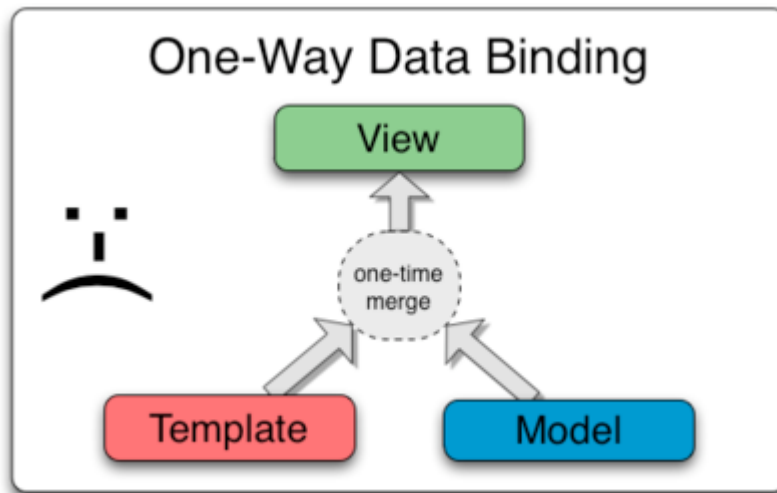 One-Way Data Binding
View
one-time
merge
Template
Model